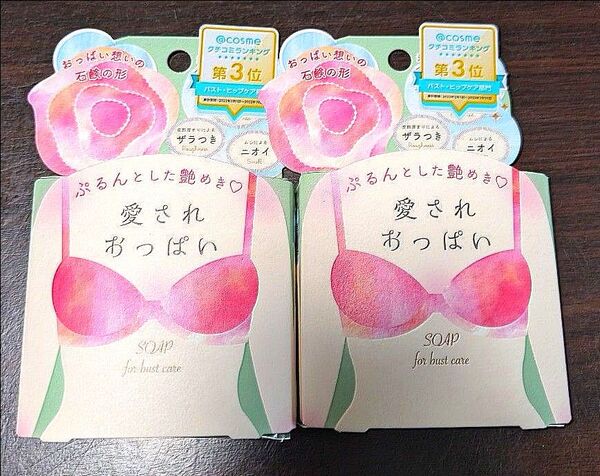 おっぱい想いの
石鹸の形
@cosme
クチコミランキング
第3位
バスト・ヒップケア部門
ザラつき
Roughness
ニオイ
Smell
ぷるんとした艶めき♡
愛され
おっぱい
SOAP
for bust care
おっぱい想いの
石鹸の形
@cosme
クチコミランキング
第3位
バスト・ヒップケア部門
ザラつき
Roughness
ニオイ
ぷるんとした艶めき♡
愛され
おっぱい
SOAP
for bust care